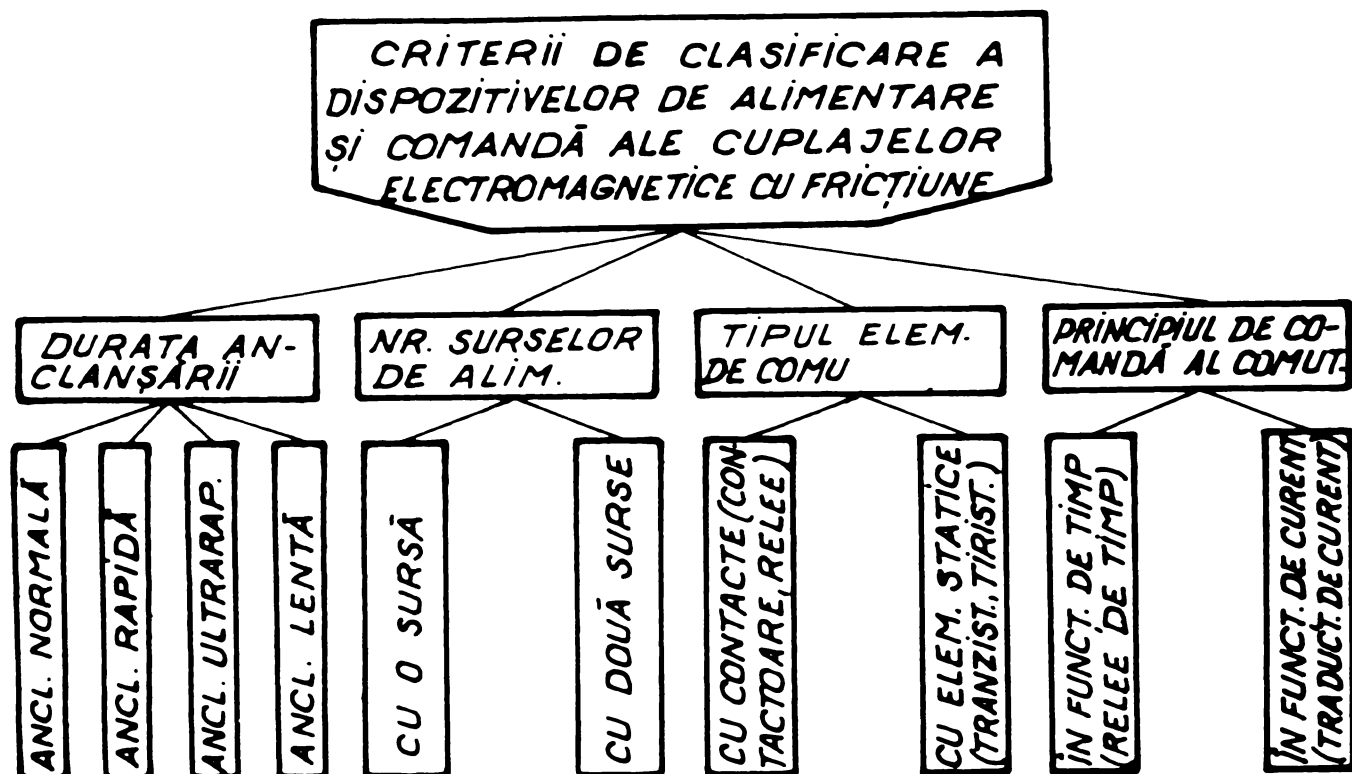 CRITERII DE CLASIFICARE A
DISPOZITIVELOR DE ALIMENTARE
ȘI COMANDĂ ALE CUPLAJELOR
ELECTROMAGNETICE CU FRICȚIUNE
DURATA AN-
CLANȘĂRII
NR. SURSELOR
DE ALIM.
TIPUL ELEM.
DE COMU
PRINCIPIUL DE CO-
MANDĂ AL COMUT.
ANCL. NORMALĂ
ANCL. RAPIDĂ
ANCL. ULTRARAP.
ANCL. LENTĂ
CU O SURSĂ
CU DOUĂ SURSE
CU CONTACTE (CON-
TACTOARE, RELEE)
CU ELEM. STATICE
(TRANZIST., TIRIST.)
ÎN FUNCT. DE TIMP
(RELEE DE TIMP)
ÎN FUNCT. DE CURENT
(TRADUCT. DE CURENT)